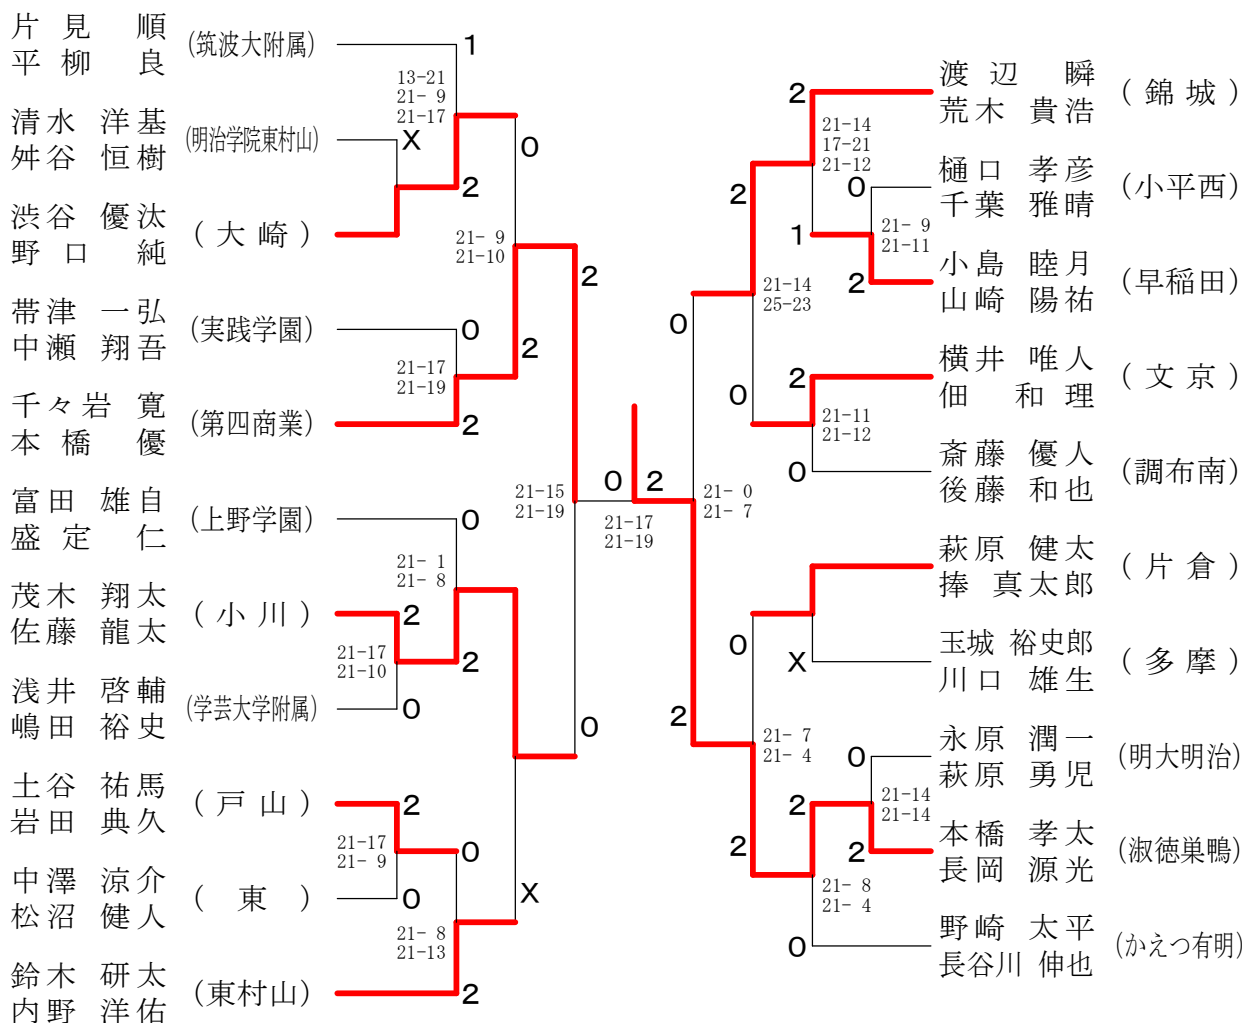 片見 順
平柳 良
(筑波大附属)
1
13-21
21- 9
21-17
清水 洋基
舛谷 恒樹
(明治学院東村山)
X
0
2
渋谷 優汰
野口 純
(大崎)
21- 9
21-10
2
帯津 一弘
中瀬 翔吾
(実践学園)
0
2
21-17
21-19
千々岩 寛
本橋 優
(第四商業)
2
富田 雄自
盛定 仁
(上野学園)
0
21-15
21-19
21- 1
21- 8
茂木 翔太
佐藤 龍太
(小川)
2
21-17
21-10
2
浅井 啓輔
嶋田 裕史
(学芸大学附属)
0
0
土谷 祐馬
岩田 典久
(戸山)
2
21-17
21- 9
0
中澤 涼介
松沼 健人
(東)
0
X
21- 8
21-13
鈴木 研太
内野 洋佑
(東村山)
2
0
2
21-17
21-19
渡辺 瞬
荒木 貴浩
(錦城)
2
21-14
17-21
21-12
樋口 孝彦
千葉 雅晴
(小平西)
0
2
1
21- 9
21-11
小島 睦月
山崎 陽祐
(早稲田)
2
21-14
25-23
0
横井 唯人
佃 和理
(文京)
2
0
21-11
21-12
斎藤 優人
後藤 和也
(調布南)
0
21- 0
21- 7
萩原 健太
捧 真太郎
(片倉)
0
玉城 裕史郎
川口 雄生
(多摩)
X
2
21- 7
21- 4
永原 潤一
萩原 勇児
(明大明治)
0
21-14
21-14
2
本橋 孝太
長岡 源光
(淑徳巣鴨)
2
2
21- 8
21- 4
野崎 太平
長谷川 伸也
(かえつ有明)
0